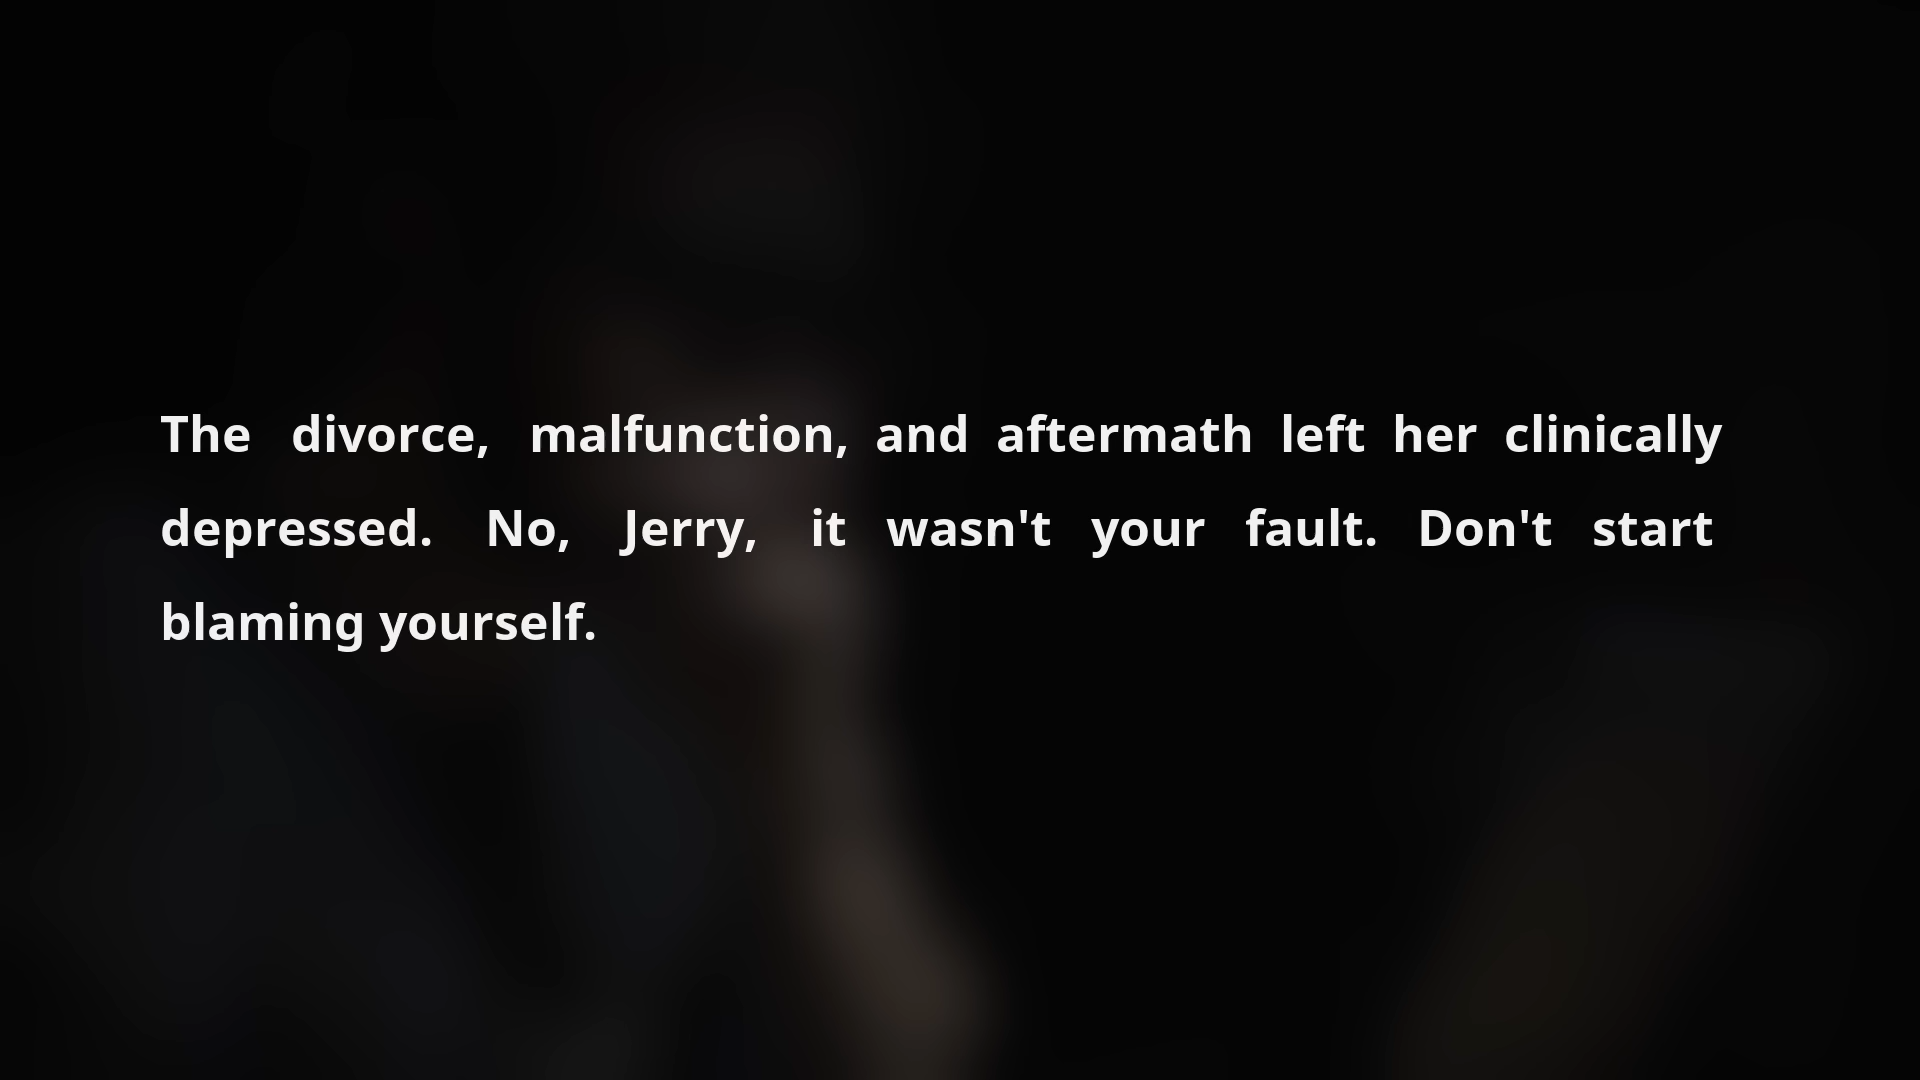 The divorce, malfunction, and aftermath left her clinically
depressed. No, Jerry, it wasn't your fault. Don't start
blaming yourself.